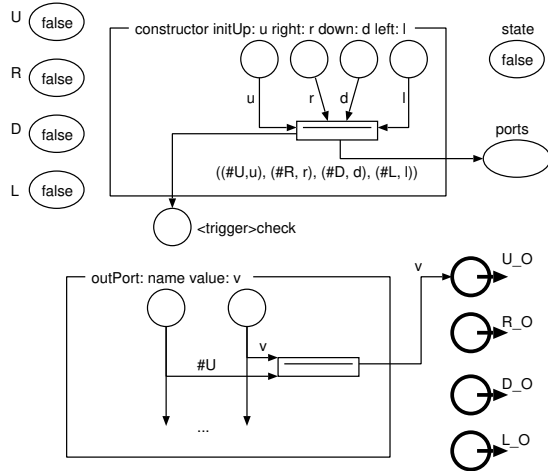 U false
constructor initUp: u right: r down: d left: l
state
false
R false
u r d l
D false
ports
((#U,u), (#R, r), (#D, d), (#L, l))
L false
<trigger>check
outPort: name value: v
v
U_O
R_O
v
#U
D_O
...
L_O